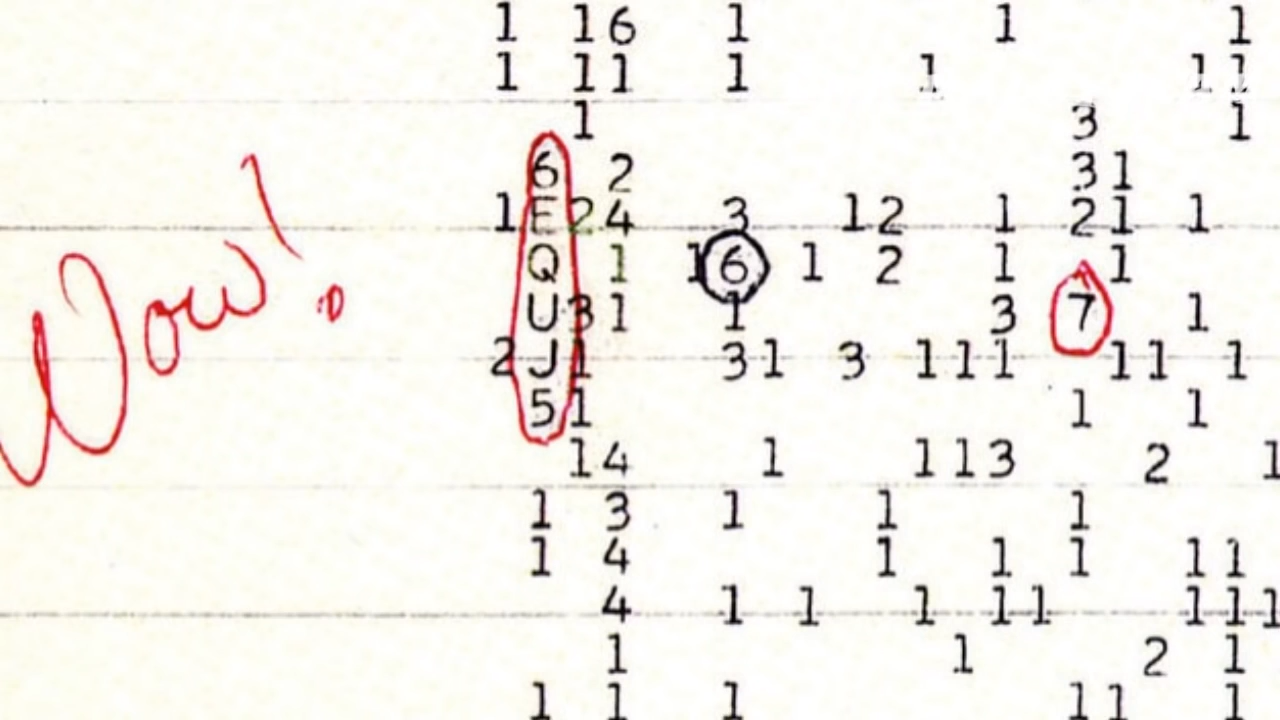 1 16 1 1 1
1 11 1 1 11
1 3 1
6 2 31
1E24 3 12 1 21 1
Q 1 16 1 2 1 1
U31 1 3 7 1
2J1 31 3 111 11 1
51 1 1
14 1 113 2 1
1 3 1 1 1
1 4 1 1 1 11
4 1 1 1 11 111
1 1 2 1
1 1 1 11 1
Wow!